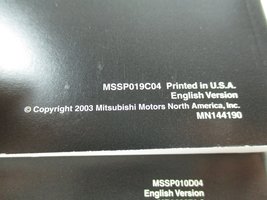 MSSP019C04 Printed in U.S.A.
English Version
© Copyright 2003 Mitsubishi Motors North America, Inc.
MN144190
MSSP010D04
English Version